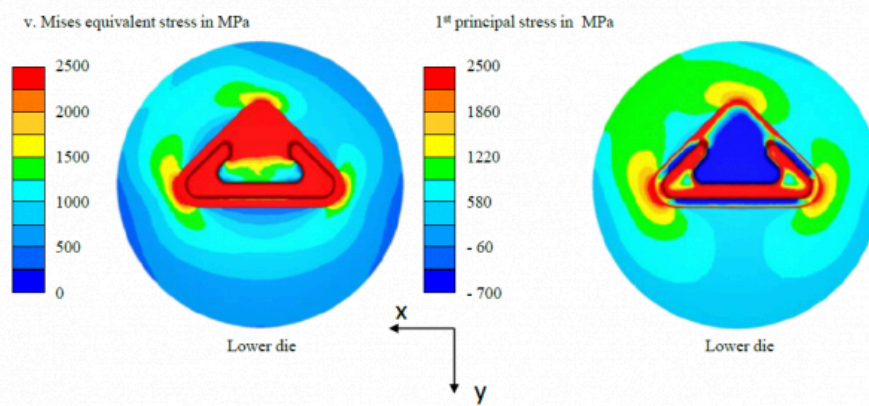 v. Mises equivalent stress in MPa
1st principal stress in MPa
2500
2000
1500
1000
500
0
2500
1860
1220
580
- 60
- 700
x
y
Lower die
Lower die